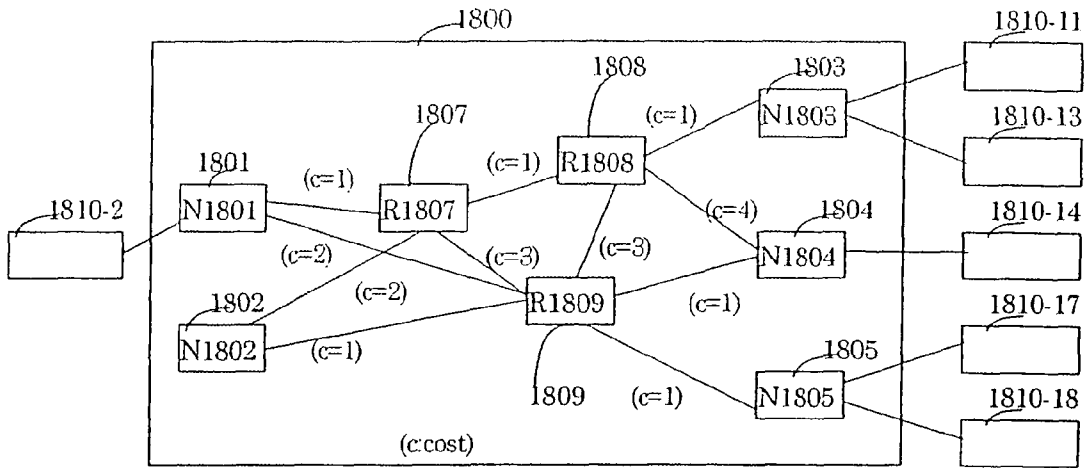 1800
1810-11
1808
1803
(c=1)
N1803
1807
1810-13
1801
(c=1)
(c=1)
R1808
1810-2
N1801
R1807
(c=4)
1804
1810-14
(c=2)
(c=3)
(c=3)
N1804
1802
(c=2)
R1809
(c=1)
1810-17
N1802
(c=1)
1805
1809
(c=1)
N1805
1810-18
(c:cost)